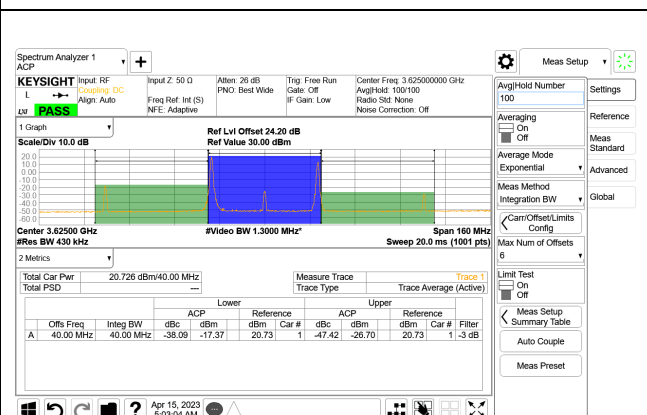 Spectrum Analyzer 1
ACP
Meas Setup
KEYSIGHT
Input: RF
Coupling: DC
Align: Auto
Input Z: 50 Ω
Freq Ref: Int (S)
NFE: Adaptive
Atten: 26 dB
PNO: Best Wide
Trig: Free Run
Gate: Off
IF Gain: Low
Center Freq: 3.625000000 GHz
Avg|Hold: 100/100
Radio Std: None
Noise Correction: Off
L
LXI PASS
1 Graph
Scale/Div 10.0 dB
Ref Lvl Offset 24.20 dB
Ref Value 30.00 dBm
20.0
10.0
0.00
-10.0
-20.0
-30.0
-40.0
-50.0
-60.0
Center 3.62500 GHz
#Video BW 1.3000 MHz*
Span 160 MHz
#Res BW 430 kHz
Sweep 20.0 ms (1001 pts)
2 Metrics
Total Car Pwr 20.726 dBm/40.00 MHz
Total PSD ---
Measure Trace Trace 1
Trace Type Trace Average (Active)
Lower Upper
ACP Reference ACP Reference
Offs Freq Integ BW dBc dBm dBm Car # dBc dBm dBm Car # Filter
A 40.00 MHz 40.00 MHz -38.09 -17.37 20.73 1 -47.42 -26.70 20.73 1 -3 dB
Apr 15, 2023
5:03:04 AM
Avg|Hold Number
100
Averaging
On
Off
Average Mode
Exponential
Meas Method
Integration BW
Carr/Offset/Limits
Config
Max Num of Offsets
6
Limit Test
On
Off
Meas Setup
Summary Table
Auto Couple
Meas Preset
Settings
Reference
Meas
Standard
Advanced
Global